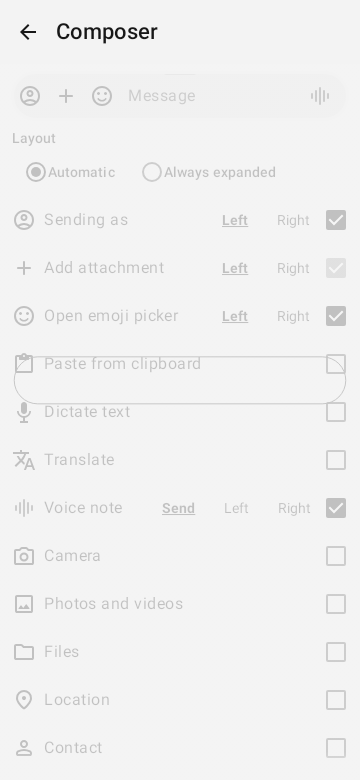 Composer
Message
Layout
Automatic Always expanded
Sending as Left Right
Add attachment Left Right
Open emoji picker Left Right
Paste from clipboard
Dictate text
Translate
Voice note Send Left Right
Camera
Photos and videos
Files
Location
Contact